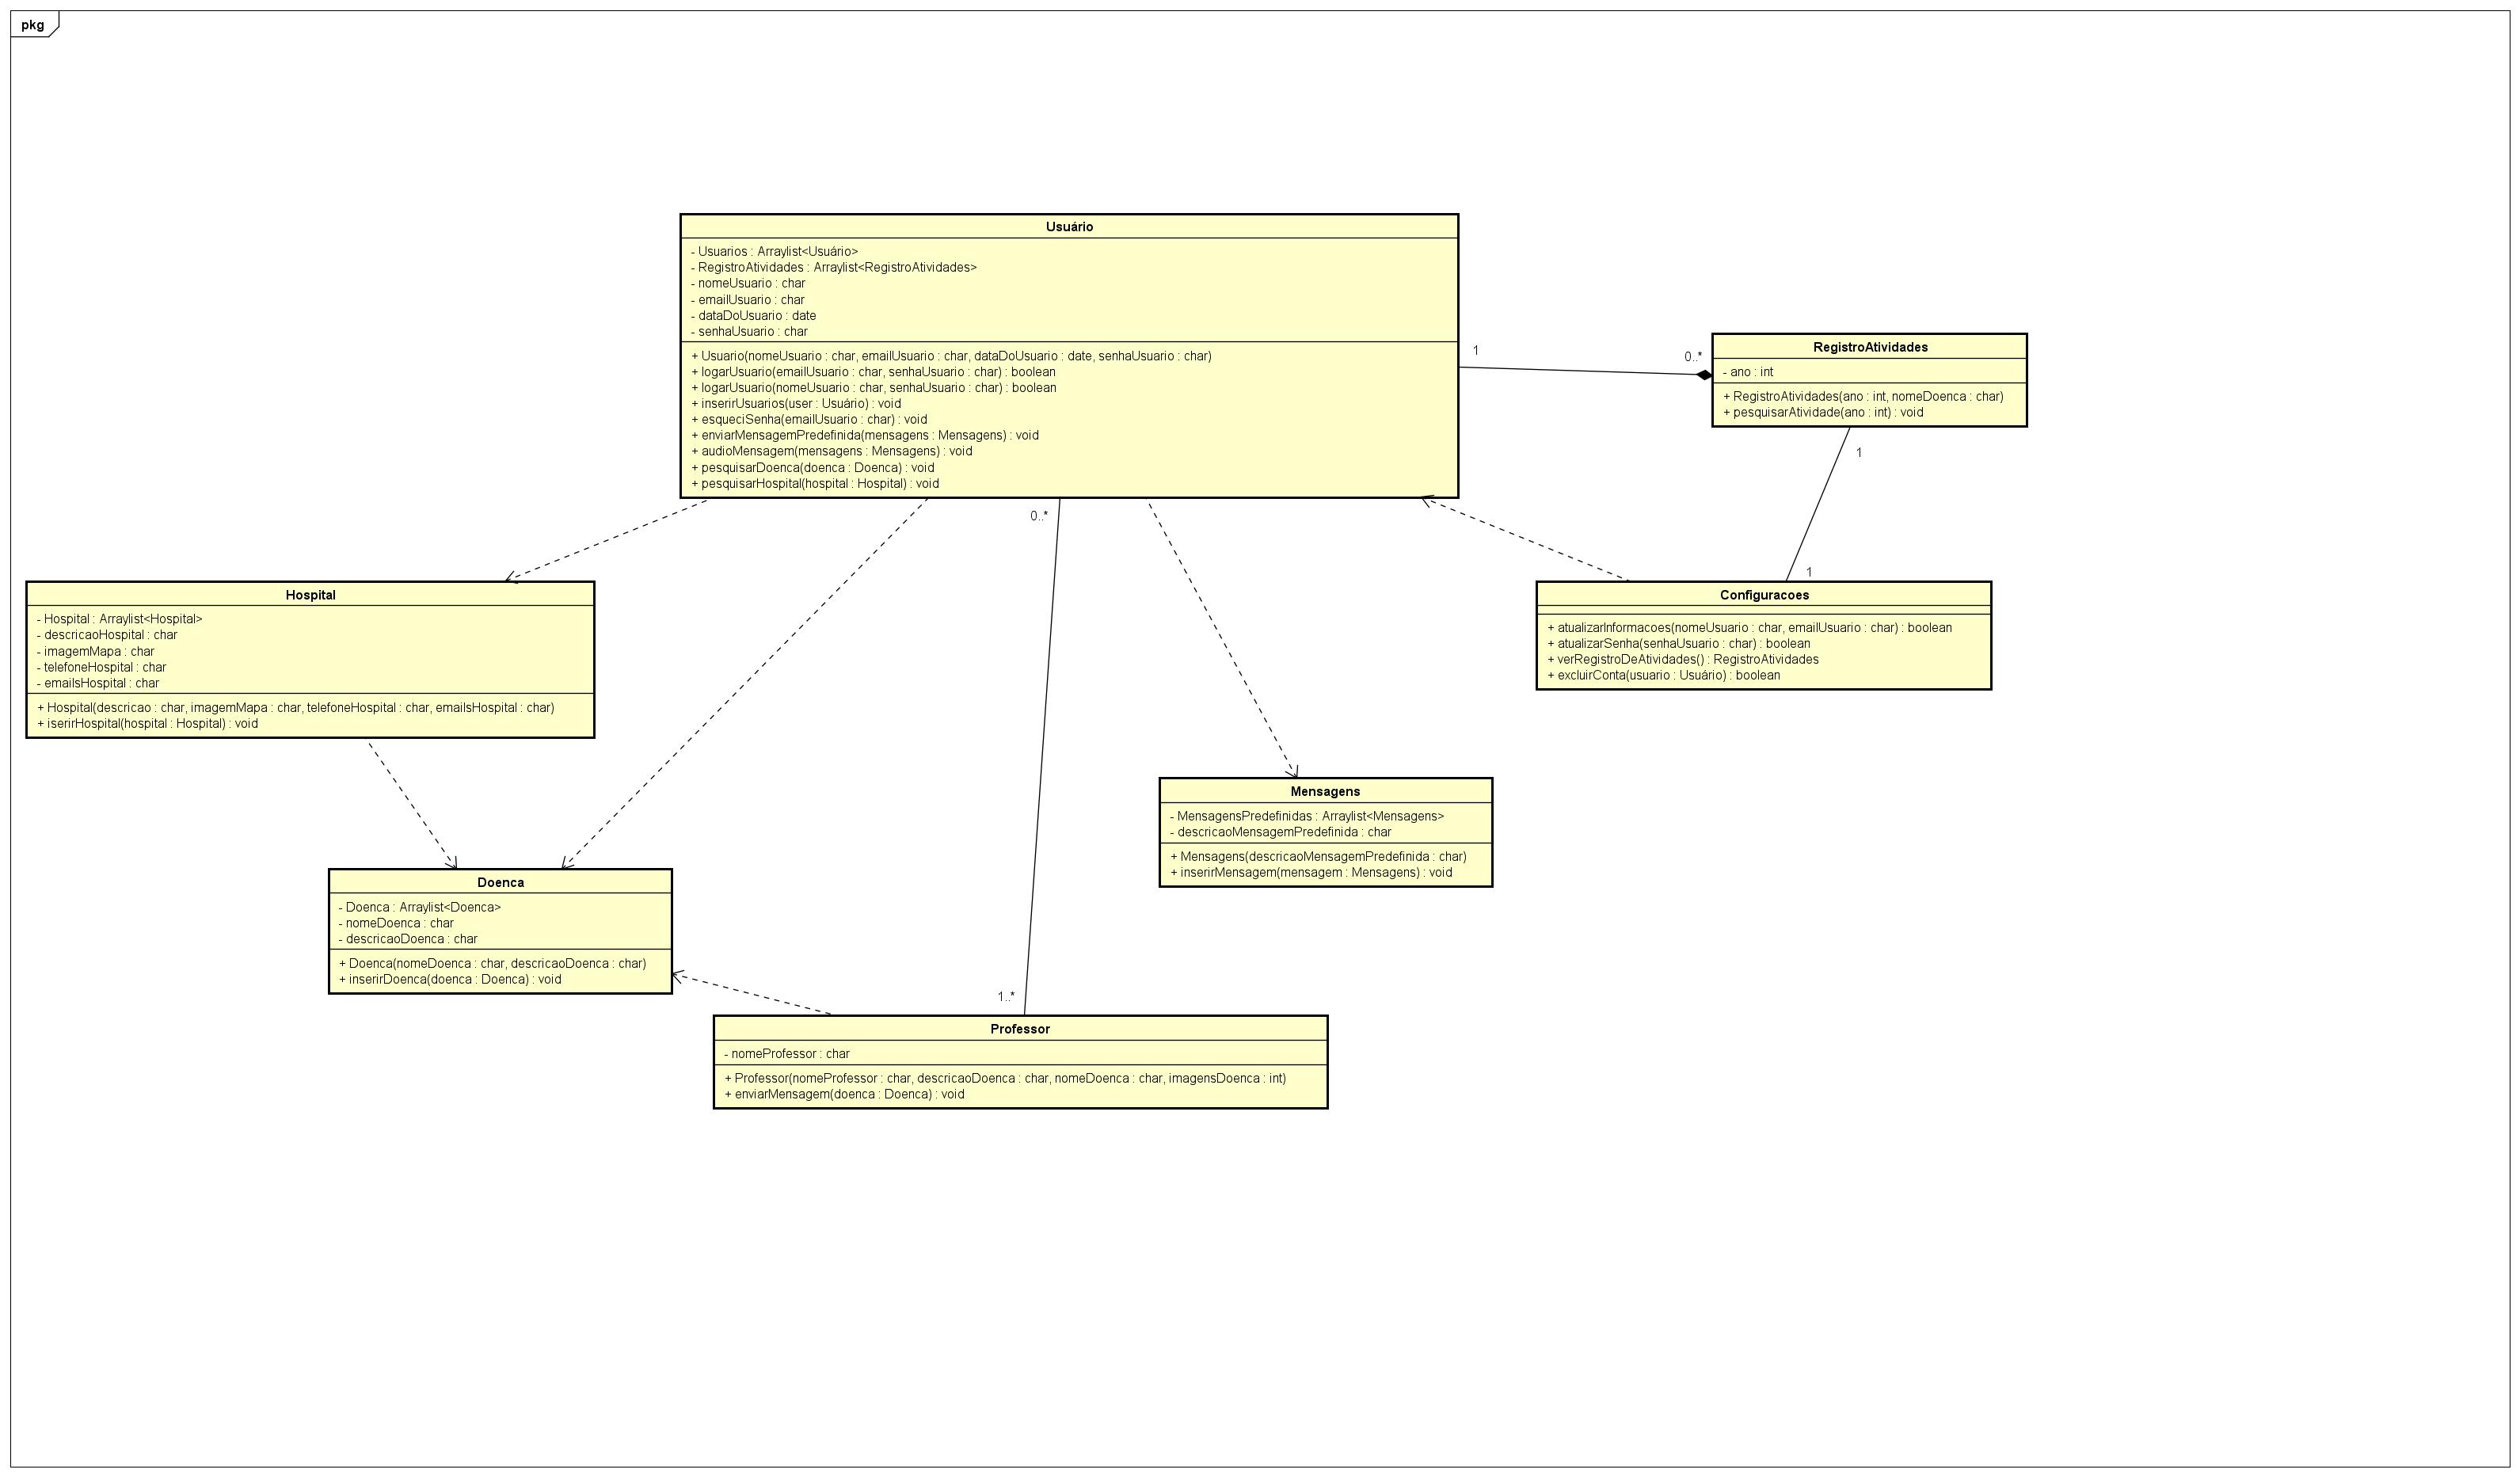 pkg
Usuário
- Usuarios : Arraylist<Usuário>
- RegistroAtividades : Arraylist<RegistroAtividades>
- nomeUsuario : char
- emailUsuario : char
- dataDoUsuario : date
- senhaUsuario : char
+ Usuario(nomeUsuario : char, emailUsuario : char, dataDoUsuario : date, senhaUsuario : char)
+ logarUsuario(emailUsuario : char, senhaUsuario : char) : boolean
+ logarUsuario(nomeUsuario : char, senhaUsuario : char) : boolean
+ inserirUsuarios(user : Usuário) : void
+ esqueciSenha(emailUsuario : char) : void
+ enviarMensagemPredefinida(mensagens : Mensagens) : void
+ audioMensagem(mensagens : Mensagens) : void
+ pesquisarDoenca(doenca : Doenca) : void
+ pesquisarHospital(hospital : Hospital) : void
1
0..*
RegistroAtividades
- ano : int
+ RegistroAtividades(ano : int, nomeDoenca : char)
+ pesquisarAtividade(ano : int) : void
1
0..*
1
Hospital
- Hospital : Arraylist<Hospital>
- descricaoHospital : char
- imagemMapa : char
- telefoneHospital : char
- emailsHospital : char
+ Hospital(descricao : char, imagemMapa : char, telefoneHospital : char, emailsHospital : char)
+ iserirHospital(hospital : Hospital) : void
Configuracoes
+ atualizarInformacoes(nomeUsuario : char, emailUsuario : char) : boolean
+ atualizarSenha(senhaUsuario : char) : boolean
+ verRegistroDeAtividades() : RegistroAtividades
+ excluirConta(usuario : Usuário) : boolean
Mensagens
- MensagensPredefinidas : Arraylist<Mensagens>
- descricaoMensagemPredefinida : char
+ Mensagens(descricaoMensagemPredefinida : char)
+ inserirMensagem(mensagem : Mensagens) : void
Doenca
- Doenca : Arraylist<Doenca>
- nomeDoenca : char
- descricaoDoenca : char
+ Doenca(nomeDoenca : char, descricaoDoenca : char)
+ inserirDoenca(doenca : Doenca) : void
1..*
Professor
- nomeProfessor : char
+ Professor(nomeProfessor : char, descricaoDoenca : char, nomeDoenca : char, imagensDoenca : int)
+ enviarMensagem(doenca : Doenca) : void